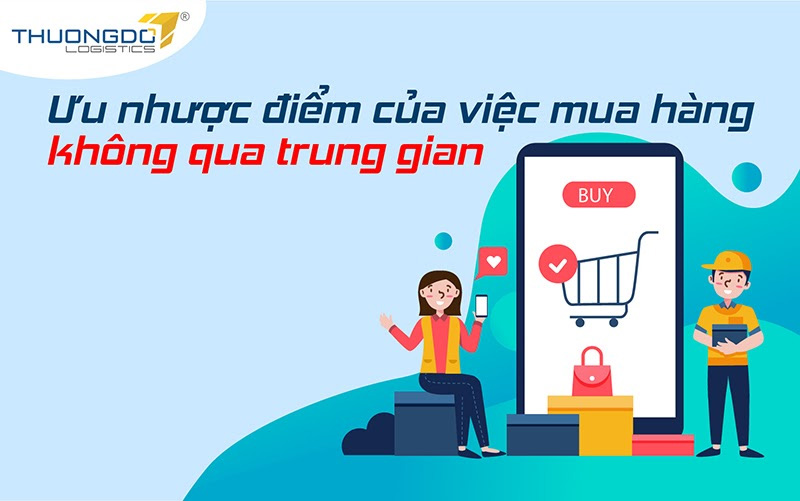 THUONGDO
LOGISTICS
®
Ưu nhược điểm của việc mua hàng
không qua trung gian
BUY